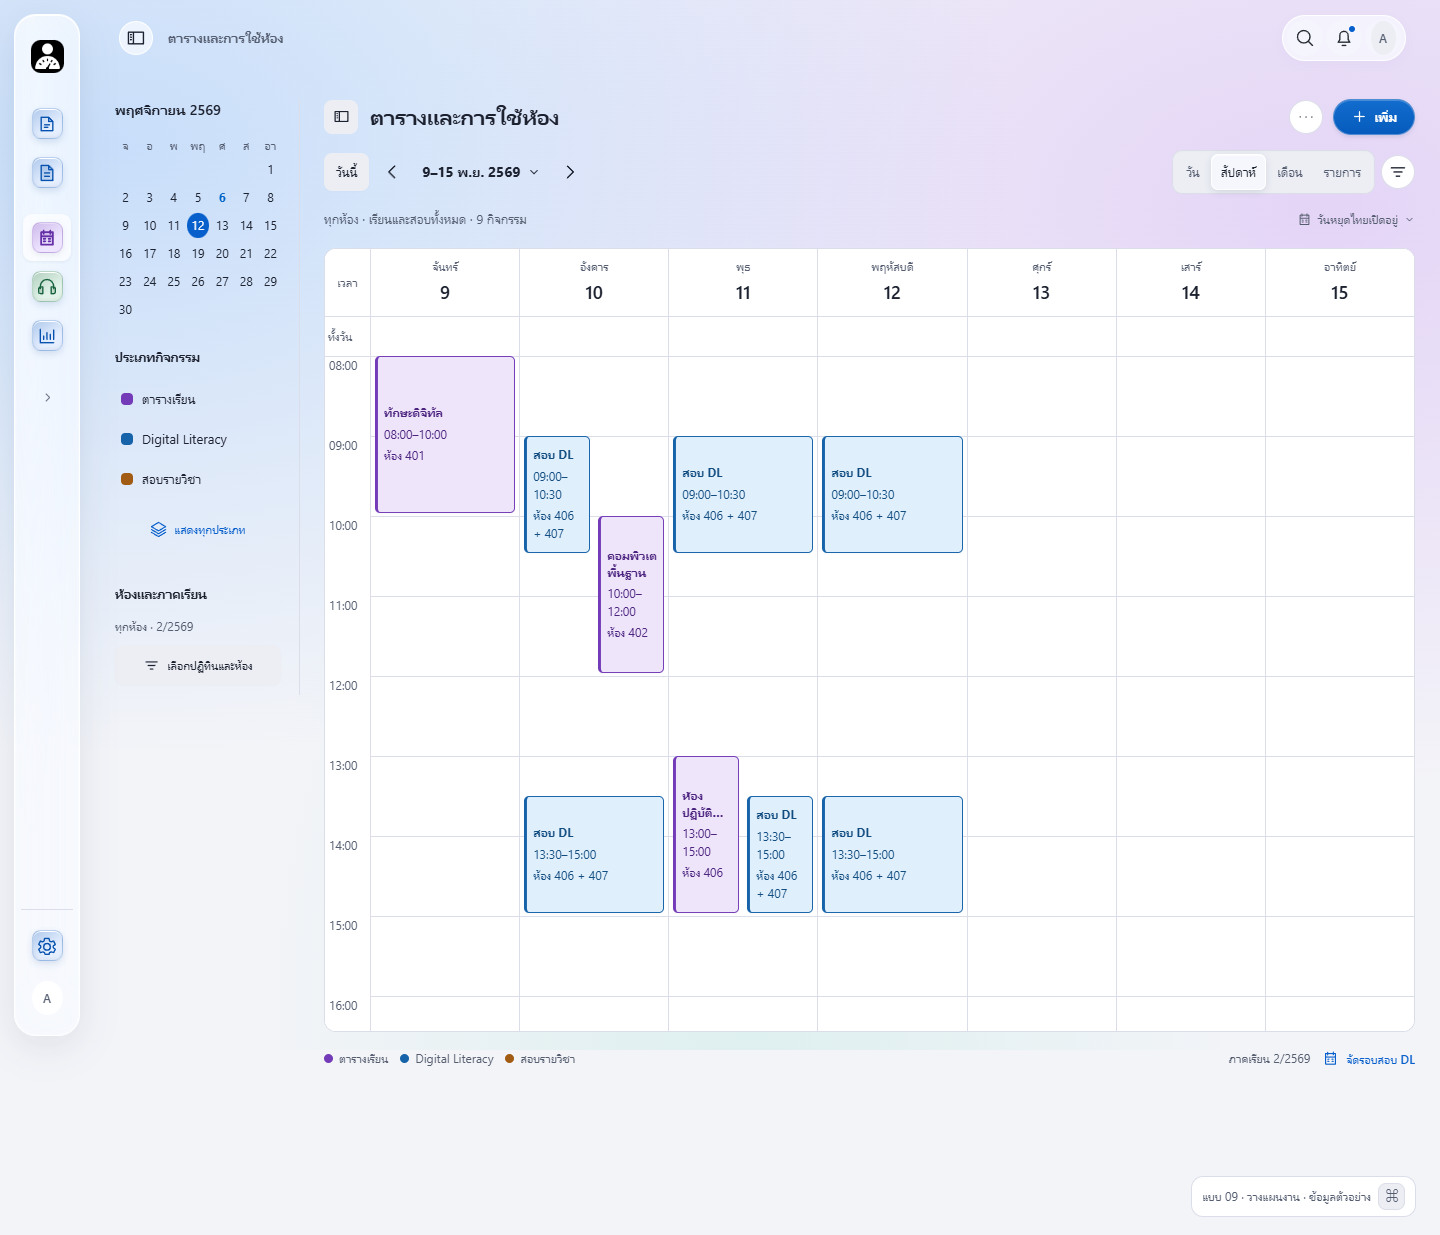 ตารางและการใช้ห้อง
A
พฤศจิกายน 2569
จ อ พ พฤ ศ ส อา
1
2 3 4 5 6 7 8
9 10 11 12 13 14 15
16 17 18 19 20 21 22
23 24 25 26 27 28 29
30
ประเภทกิจกรรม
ตารางเรียน
Digital Literacy
สอบรายวิชา
แสดงทุกประเภท
ห้องและภาคเรียน
ทุกห้อง · 2/2569
เลือกปฏิทินและห้อง
A
ตารางและการใช้ห้อง
··· + เพิ่ม
วันนี้ 9–15 พ.ย. 2569
วัน สัปดาห์ เดือน รายการ
ทุกห้อง · เรียนและสอบทั้งหมด · 9 กิจกรรม
วันหยุดไทยเปิดอยู่
เวลา
จันทร์ อังคาร พุธ พฤหัสบดี ศุกร์ เสาร์ อาทิตย์
9 10 11 12 13 14 15
ทั้งวัน
08:00
09:00
10:00
11:00
12:00
13:00
14:00
15:00
16:00
ทักษะดิจิทัล
08:00–10:00
ห้อง 401
สอบ DL
09:00–
10:30
ห้อง 406
+ 407
คอมพิวเต
พื้นฐาน
10:00–
12:00
ห้อง 402
สอบ DL
13:30–15:00
ห้อง 406 + 407
สอบ DL
09:00–10:30
ห้อง 406 + 407
ห้อง
ปฏิบัติ...
13:00–
15:00
ห้อง 406
สอบ DL
13:30–
15:00
ห้อง 406
+ 407
สอบ DL
09:00–10:30
ห้อง 406 + 407
สอบ DL
13:30–15:00
ห้อง 406 + 407
ตารางเรียน Digital Literacy สอบรายวิชา
ภาคเรียน 2/2569 จัดรอบสอบ DL
แบบ 09 · วางแผนงาน · ข้อมูลตัวอย่าง ⌘